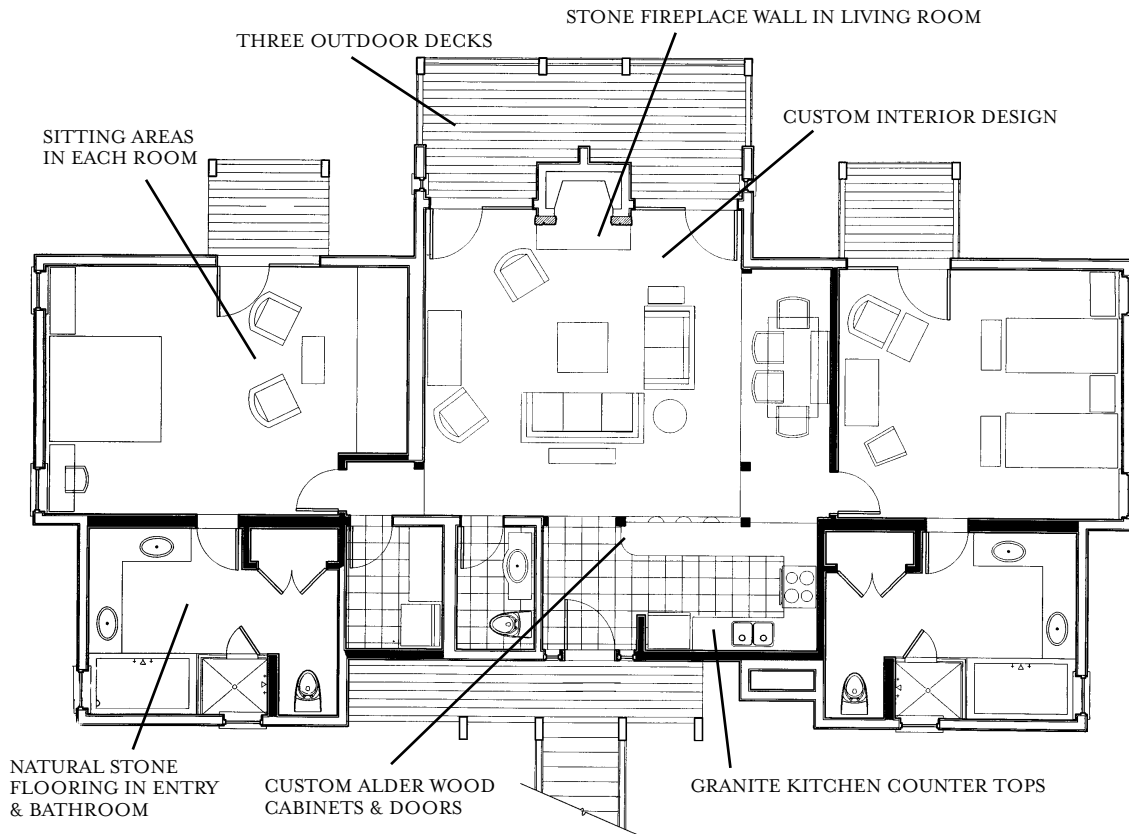 STONE FIREPLACE WALL IN LIVING ROOM
THREE OUTDOOR DECKS
CUSTOM INTERIOR DESIGN
SITTING AREAS
IN EACH ROOM
NATURAL STONE
FLOORING IN ENTRY
& BATHROOM
CUSTOM ALDER WOOD
CABINETS & DOORS
GRANITE KITCHEN COUNTER TOPS